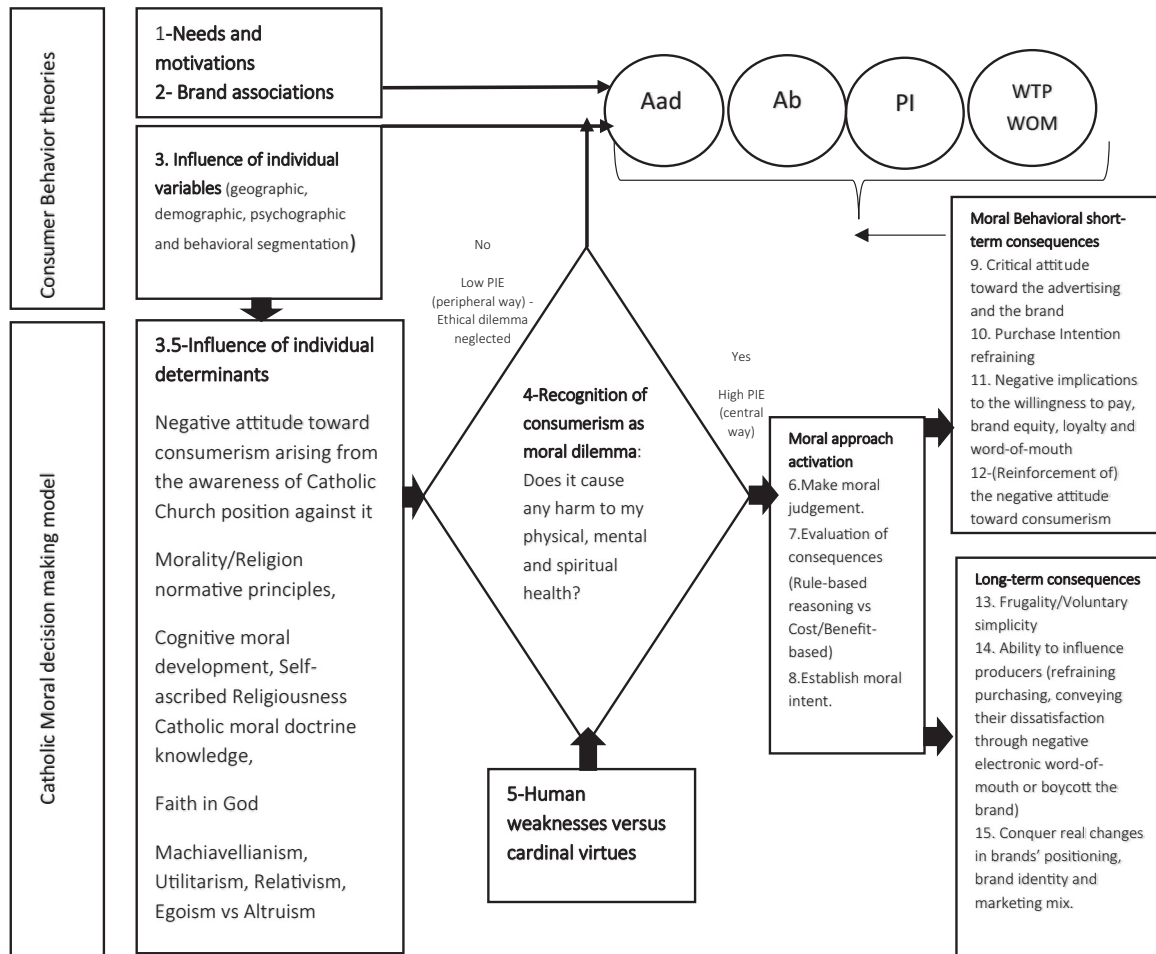 Consumer Behavior theories
1-Needs and
motivations
2- Brand associations
3. Influence of individual
variables (geographic,
demographic, psychographic
and behavioral segmentation)
Aad
Ab
PI
WTP
WOM
Catholic Moral decision making model
3.5-Influence of individual
determinants
Negative attitude toward
consumerism arising from
the awareness of Catholic
Church position against it
Morality/Religion
normative principles,
Cognitive moral
development, Self-
ascribed Religiousness
Catholic moral doctrine
knowledge,
Faith in God
Machiavellianism,
Utilitarism, Relativism,
Egoism vs Altruism
No
Low PIE
(peripheral way) -
Ethical dilemma
neglected
4-Recognition of
consumerism as
moral dilemma:
Does it cause
any harm to my
physical, mental
and spiritual
health?
5-Human
weaknesses versus
cardinal virtues
Yes
High PIE
(central
way)
Moral approach
activation
6.Make moral
judgement.
7.Evaluation of
consequences
(Rule-based
reasoning vs
Cost/Benefit-
based)
8.Establish moral
intent.
Moral Behavioral short-
term consequences
9. Critical attitude
toward the advertising
and the brand
10. Purchase Intention
refraining
11. Negative implications
to the willingness to pay,
brand equity, loyalty and
word-of-mouth
12-(Reinforcement of)
the negative attitude
toward consumerism
Long-term consequences
13. Frugality/Voluntary
simplicity
14. Ability to influence
producers (refraining
purchasing, conveying
their dissatisfaction
through negative
electronic word-of-
mouth or boycott the
brand)
15. Conquer real changes
in brands' positioning,
brand identity and
marketing mix.